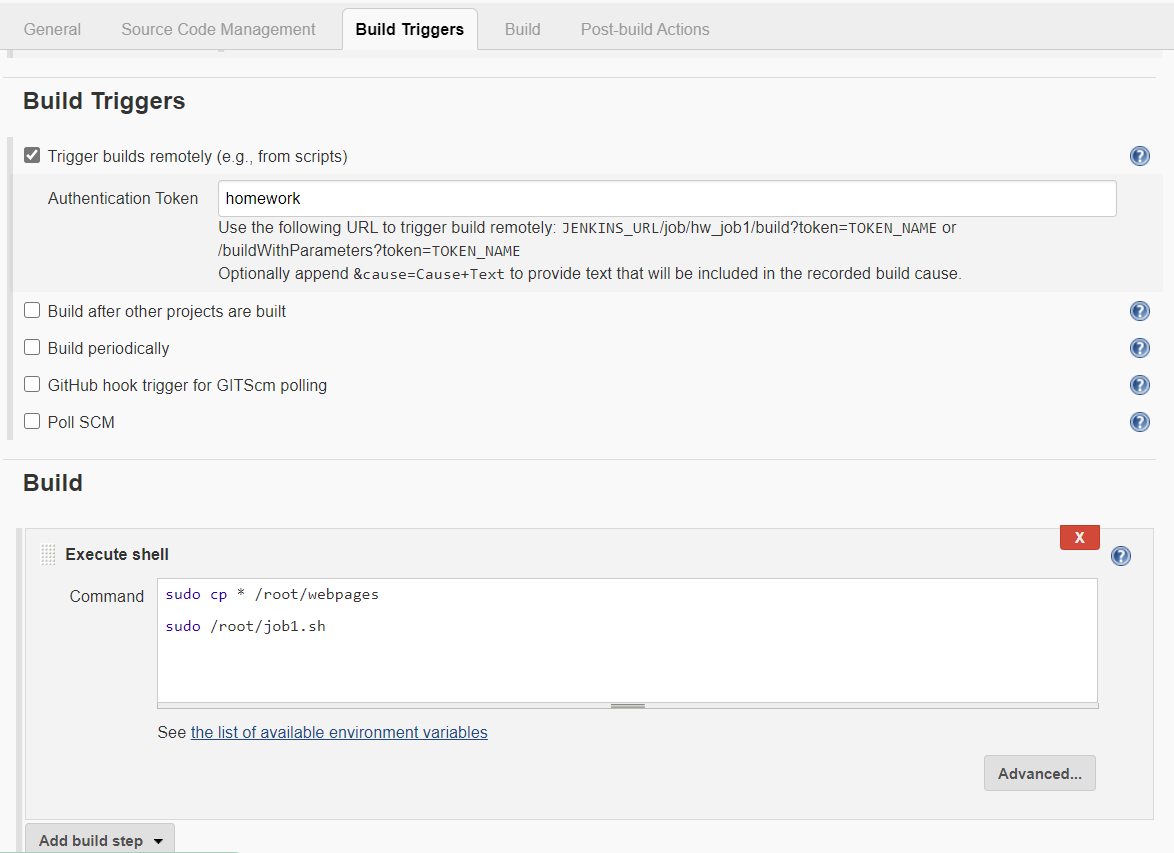 General Source Code Management Build Triggers Build Post-build Actions
Build Triggers
Trigger builds remotely (e.g., from scripts)
Authentication Token homework
Use the following URL to trigger build remotely: JENKINS_URL/job/hw_job1/build?token=TOKEN_NAME or
/buildWithParameters?token=TOKEN_NAME
Optionally append &cause=Cause+Text to provide text that will be included in the recorded build cause.
Build after other projects are built
Build periodically
GitHub hook trigger for GITScm polling
Poll SCM
Build
X
Execute shell
Command sudo cp * /root/webpages
sudo /root/job1.sh
See the list of available environment variables
Advanced...
Add build step